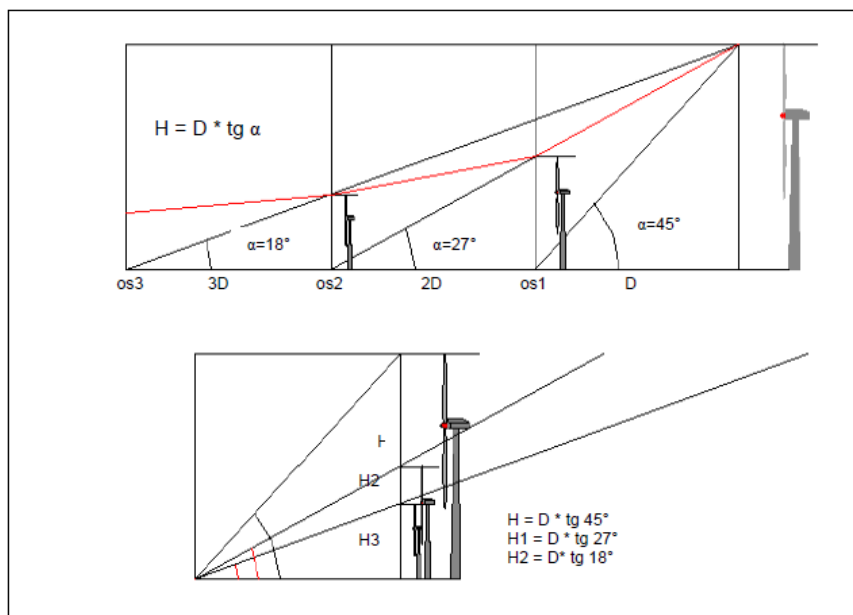 H = D * tg α
α=18°
α=27°
α=45°
os3
3D
os2
2D
os1
D
H
H2
H3
H = D * tg 45°
H1 = D * tg 27°
H2 = D* tg 18°